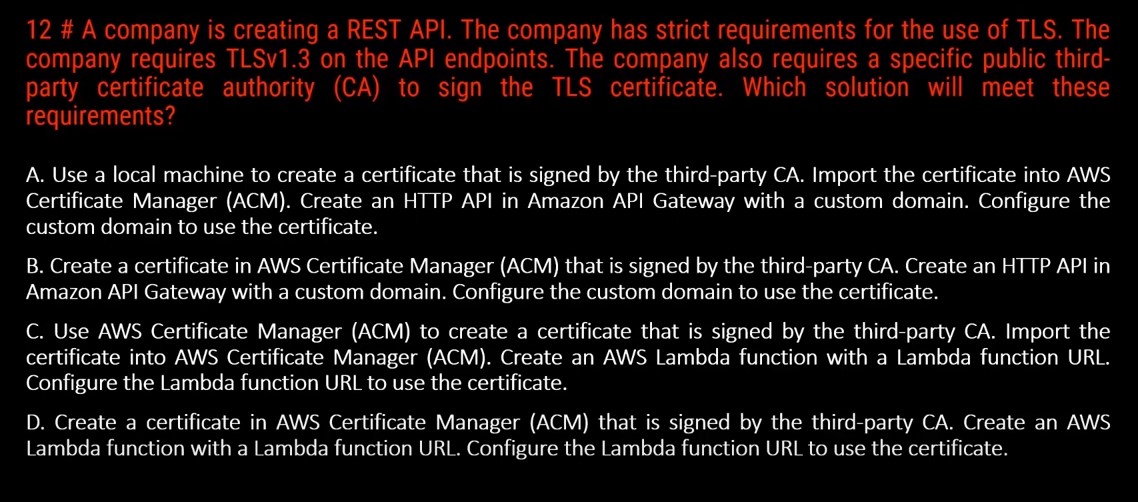 12 # A company is creating a REST API. The company has strict requirements for the use of TLS. The
company requires TLSv1.3 on the API endpoints. The company also requires a specific public third-
party certificate authority (CA) to sign the TLS certificate. Which solution will meet these
requirements?
A. Use a local machine to create a certificate that is signed by the third-party CA. Import the certificate into AWS
Certificate Manager (ACM). Create an HTTP API in Amazon API Gateway with a custom domain. Configure the
custom domain to use the certificate.
B. Create a certificate in AWS Certificate Manager (ACM) that is signed by the third-party CA. Create an HTTP API in
Amazon API Gateway with a custom domain. Configure the custom domain to use the certificate.
C. Use AWS Certificate Manager (ACM) to create a certificate that is signed by the third-party CA. Import the
certificate into AWS Certificate Manager (ACM). Create an AWS Lambda function with a Lambda function URL.
Configure the Lambda function URL to use the certificate.
D. Create a certificate in AWS Certificate Manager (ACM) that is signed by the third-party CA. Create an AWS
Lambda function with a Lambda function URL. Configure the Lambda function URL to use the certificate.